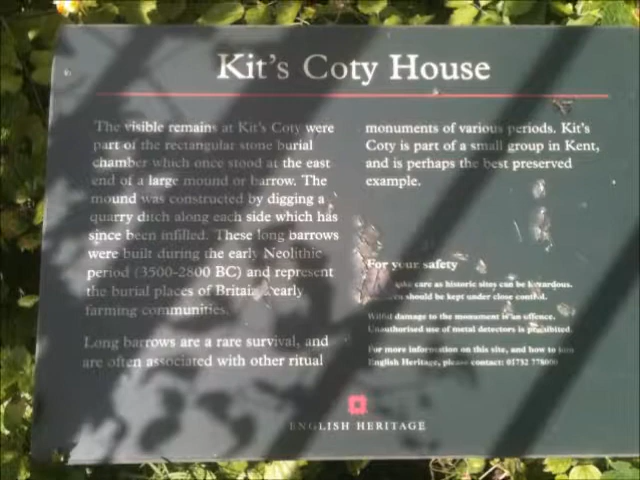 Kit's Coty House
The visible remains at Kit's Coty were
part of the rectangular stone burial
chamber which once stood at the east
end of a large mound or barrow. The
mound was constructed by digging a
quarry ditch along each side which has
since been infilled. These long barrows
were built during the early Neolithic
period (3500-2800 BC) and represent
the burial places of Britain's early
farming communities.
Long barrows are a rare survival, and
are often associated with other ritual
monuments of various periods. Kit's
Coty is part of a small group in Kent,
and is perhaps the best preserved
example.
For your safety
care as historic sites can be hazardous.
should be kept under close control.
Wilful damage to the monument is an offence.
Unauthorised use of metal detectors is prohibited.
For more information on this site, and how to join
English Heritage, please contact: 01732 778000
ENGLISH HERITAGE